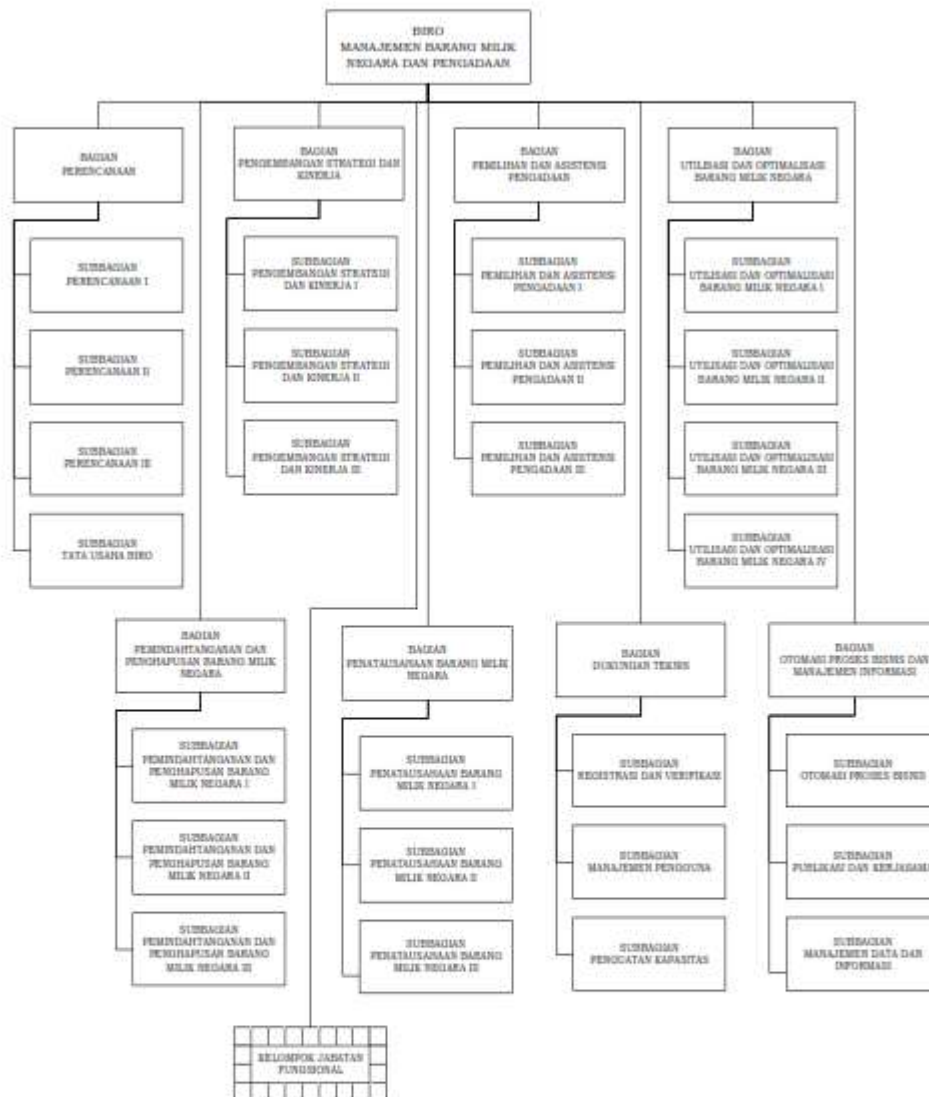 BIRO
MANAJEMEN BARANG MILIK
NEGARA DAN PENGADAAN
BAGIAN
PERENCANAAN
BAGIAN
PENGEMBANGAN STRATEGI DAN
KINERJA
BAGIAN
PEMILIHAN DAN ASISTENSI
PENGADAAN
BAGIAN
UTILISASI DAN OPTIMALISASI
BARANG MILIK NEGARA
SUBBAGIAN
PERENCANAAN I
SUBBAGIAN
PENGEMBANGAN STRATEGI
DAN KINERJA I
SUBBAGIAN
PEMILIHAN DAN ASISTENSI
PENGADAAN I
SUBBAGIAN
UTILISASI DAN OPTIMALISASI
BARANG MILIK NEGARA I
SUBBAGIAN
PERENCANAAN II
SUBBAGIAN
PENGEMBANGAN STRATEGI
DAN KINERJA II
SUBBAGIAN
PEMILIHAN DAN ASISTENSI
PENGADAAN II
SUBBAGIAN
UTILISASI DAN OPTIMALISASI
BARANG MILIK NEGARA II
SUBBAGIAN
PERENCANAAN III
SUBBAGIAN
PENGEMBANGAN STRATEGI
DAN KINERJA III
SUBBAGIAN
PEMILIHAN DAN ASISTENSI
PENGADAAN III
SUBBAGIAN
UTILISASI DAN OPTIMALISASI
BARANG MILIK NEGARA III
SUBBAGIAN
TATA USAHA BIRO
SUBBAGIAN
UTILISASI DAN OPTIMALISASI
BARANG MILIK NEGARA IV
BAGIAN
PEMINDAHTANGANAN DAN
PENGHAPUSAN BARANG MILIK
NEGARA
BAGIAN
PENATAUSAHAAN BARANG MILIK
NEGARA
BAGIAN
DUKUNGAN TEKNIS
BAGIAN
OTOMASI PROSES BISNIS DAN
MANAJEMEN INFORMASI
SUBBAGIAN
PEMINDAHTANGANAN DAN
PENGHAPUSAN BARANG
MILIK NEGARA I
SUBBAGIAN
PENATAUSAHAAN BARANG
MILIK NEGARA I
SUBBAGIAN
REGISTRASI DAN VERIFIKASI
SUBBAGIAN
OTOMASI PROSES BISNIS
SUBBAGIAN
PEMINDAHTANGANAN DAN
PENGHAPUSAN BARANG
MILIK NEGARA II
SUBBAGIAN
PENATAUSAHAAN BARANG
MILIK NEGARA II
SUBBAGIAN
MANAJEMEN PENGGUNA
SUBBAGIAN
PUBLIKASI DAN KERJASAMA
SUBBAGIAN
PEMINDAHTANGANAN DAN
PENGHAPUSAN BARANG
MILIK NEGARA III
SUBBAGIAN
PENATAUSAHAAN BARANG
MILIK NEGARA III
SUBBAGIAN
PENGUATAN KAPASITAS
SUBBAGIAN
MANAJEMEN DATA DAN
INFORMASI
KELOMPOK JABATAN
FUNGSIONAL